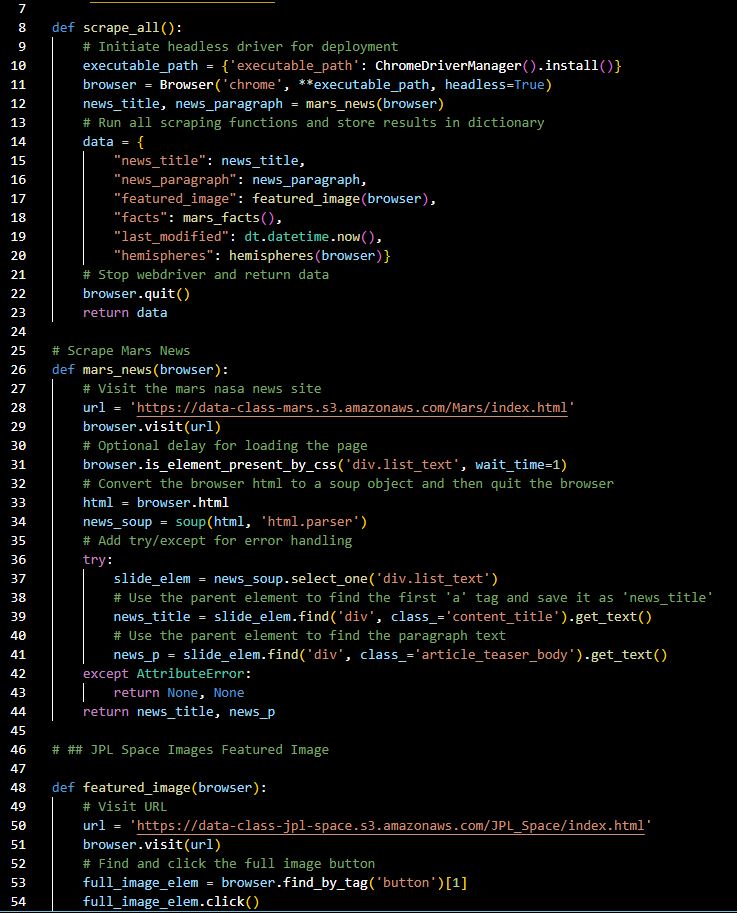 7
8 def scrape_all():
9     # Initiate headless driver for deployment
10     executable_path = {'executable_path': ChromeDriverManager().install()}
11     browser = Browser('chrome', **executable_path, headless=True)
12     news_title, news_paragraph = mars_news(browser)
13     # Run all scraping functions and store results in dictionary
14     data = {
15         "news_title": news_title,
16         "news_paragraph": news_paragraph,
17         "featured_image": featured_image(browser),
18         "facts": mars_facts(),
19         "last_modified": dt.datetime.now(),
20         "hemispheres": hemispheres(browser)}
21     # Stop webdriver and return data
22     browser.quit()
23     return data
24
25 # Scrape Mars News
26 def mars_news(browser):
27     # Visit the mars nasa news site
28     url = 'https://data-class-mars.s3.amazonaws.com/Mars/index.html'
29     browser.visit(url)
30     # Optional delay for loading the page
31     browser.is_element_present_by_css('div.list_text', wait_time=1)
32     # Convert the browser html to a soup object and then quit the browser
33     html = browser.html
34     news_soup = soup(html, 'html.parser')
35     # Add try/except for error handling
36     try:
37         slide_elem = news_soup.select_one('div.list_text')
38         # Use the parent element to find the first 'a' tag and save it as 'news_title'
39         news_title = slide_elem.find('div', class_='content_title').get_text()
40         # Use the parent element to find the paragraph text
41         news_p = slide_elem.find('div', class_='article_teaser_body').get_text()
42     except AttributeError:
43         return None, None
44     return news_title, news_p
45
46 # ## JPL Space Images Featured Image
47
48 def featured_image(browser):
49     # Visit URL
50     url = 'https://data-class-jpl-space.s3.amazonaws.com/JPL_Space/index.html'
51     browser.visit(url)
52     # Find and click the full image button
53     full_image_elem = browser.find_by_tag('button')[1]
54     full_image_elem.click()